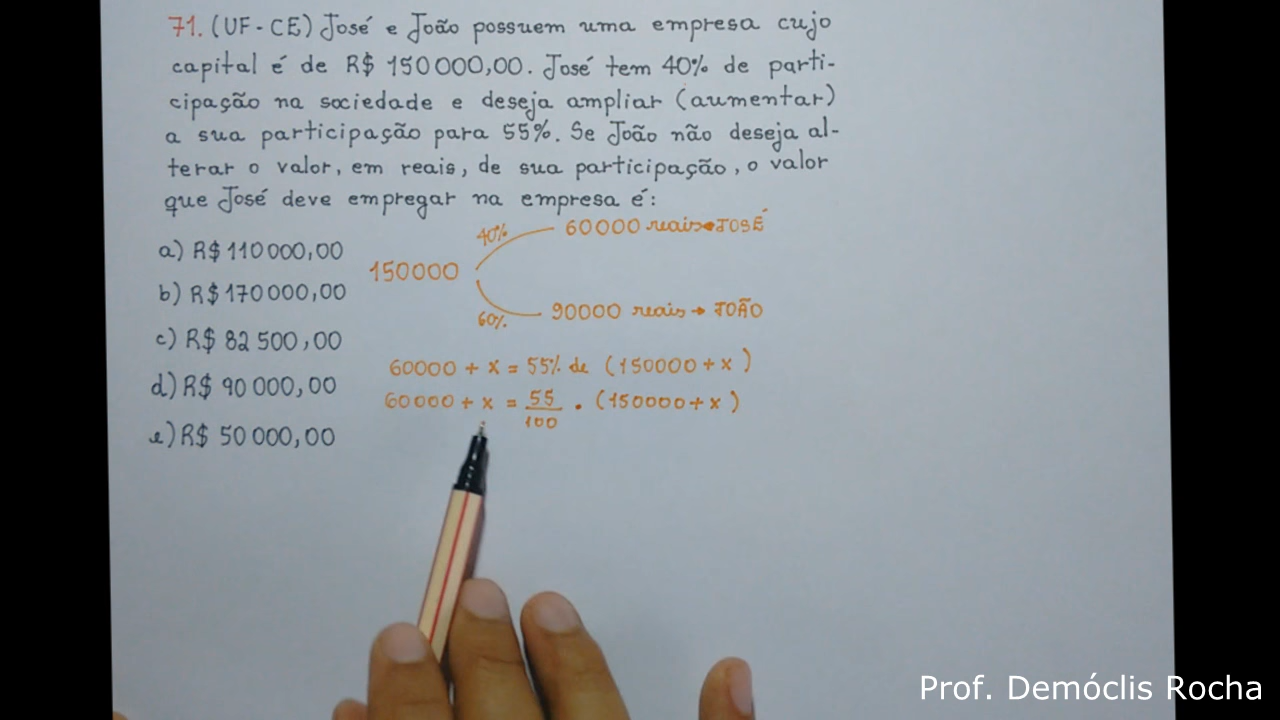 71. (UF-CE) José e João possuem uma empresa cujo
capital é de R$ 150000,00. José tem 40% de parti-
cipação na sociedade e deseja ampliar (aumentar)
a sua participação para 55%. Se João não deseja al-
terar o valor, em reais, de sua participação, o valor
que José deve empregar na empresa é:
a) R$ 110 000,00
b) R$ 170 000,00
c) R$ 82 500,00
d) R$ 90 000,00
e) R$ 50 000,00
40% 60000 reais → JOSÉ
150000
60% 90000 reais → JOÃO
60000 + x = 55% de (150000 + x)
60000 + x = 55/100 . (150000 + x)
Prof. Demóclis Rocha